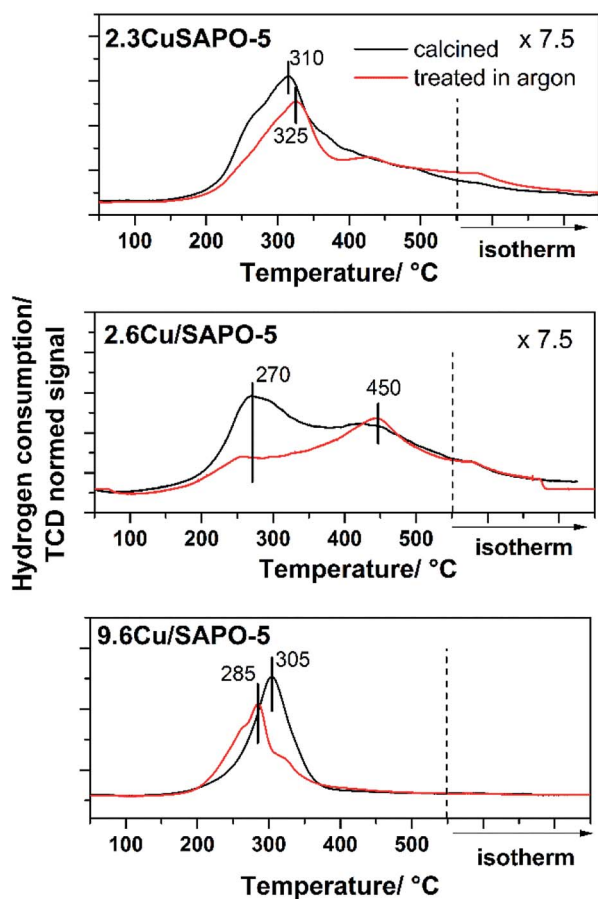 2.3CuSAPO-5
310
calcined
x 7.5
treated in argon
325
100 200 300 400 500
isotherm
Temperature/ °C
2.6Cu/SAPO-5
x 7.5
270
450
100 200 300 400 500
isotherm
Temperature/ °C
Hydrogen consumption/
TCD normed signal
9.6Cu/SAPO-5
305
285
100 200 300 400 500
isotherm
Temperature/ °C